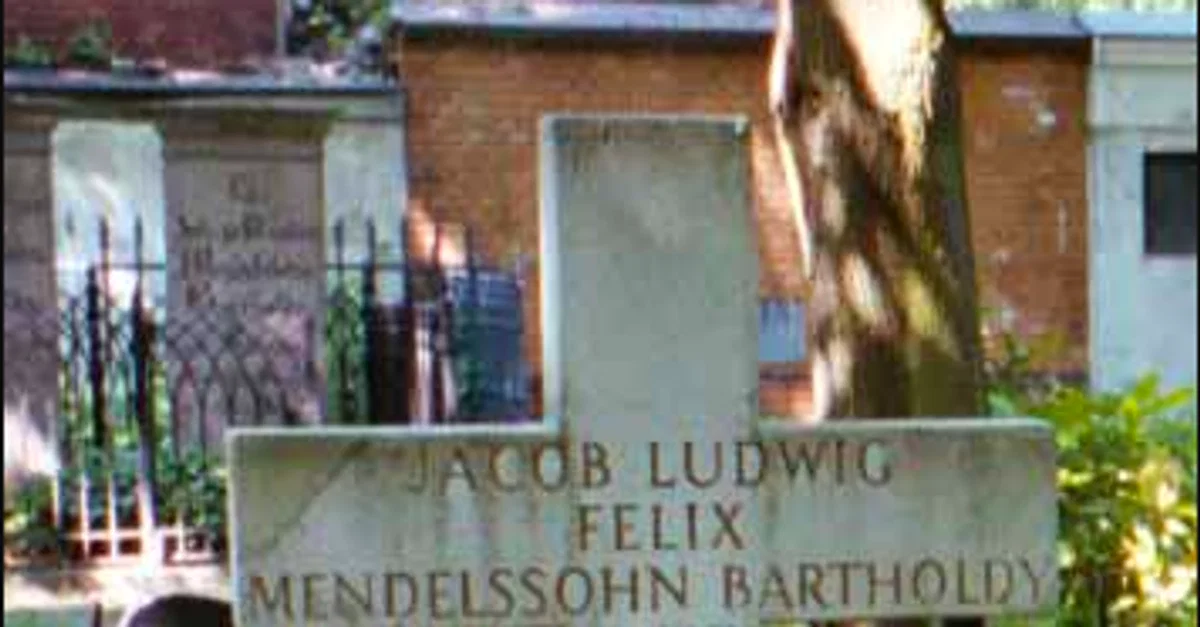 JACOB LUDWIG
FELIX
MENDELSSOHN BARTHOLDY